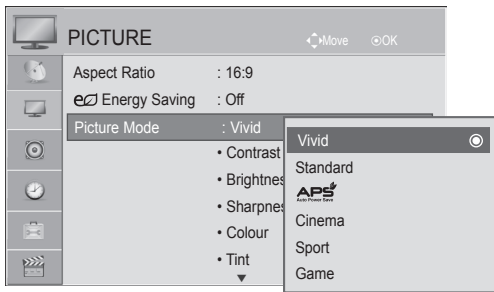 PICTURE
Move OK
Aspect Ratio : 16:9
e Energy Saving : Off
Picture Mode : Vivid
• Contrast
• Brightnes
• Sharpnes
• Colour
• Tint
Vivid
Standard
APS
Auto Power Save
Cinema
Sport
Game